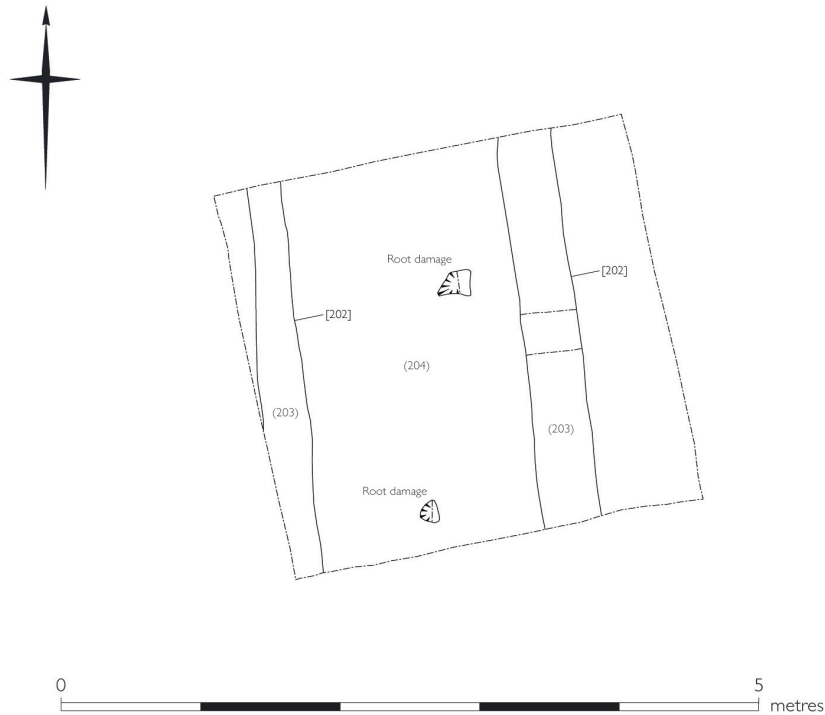 Root damage
[202]
[202]
(204)
(203)
(203)
Root damage
0
5
metres